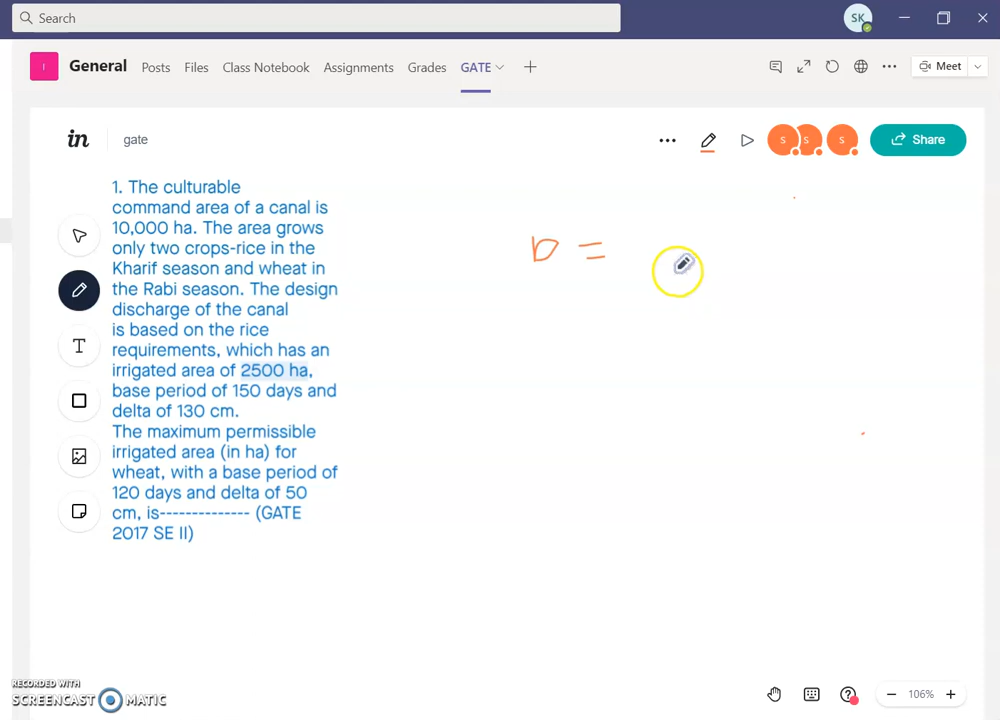 Search
SK
I
General
Posts
Files
Class Notebook
Assignments
Grades
GATE
Meet
in
gate
S
S
S
Share
1. The culturable
command area of a canal is
10,000 ha. The area grows
only two crops-rice in the
Kharif season and wheat in
the Rabi season. The design
discharge of the canal
is based on the rice
requirements, which has an
irrigated area of 2500 ha,
base period of 150 days and
delta of 130 cm.
The maximum permissible
irrigated area (in ha) for
wheat, with a base period of
120 days and delta of 50
cm, is-------------- (GATE
2017 SE II)
D =
T
106%
RECORDED WITH
SCREENCAST MATIC